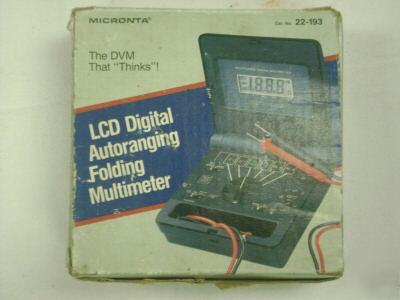 MICRONTA®
Cat. No. 22-193
The DVM
That "Thinks"!
LCD Digital
Autoranging
Folding
Multimeter